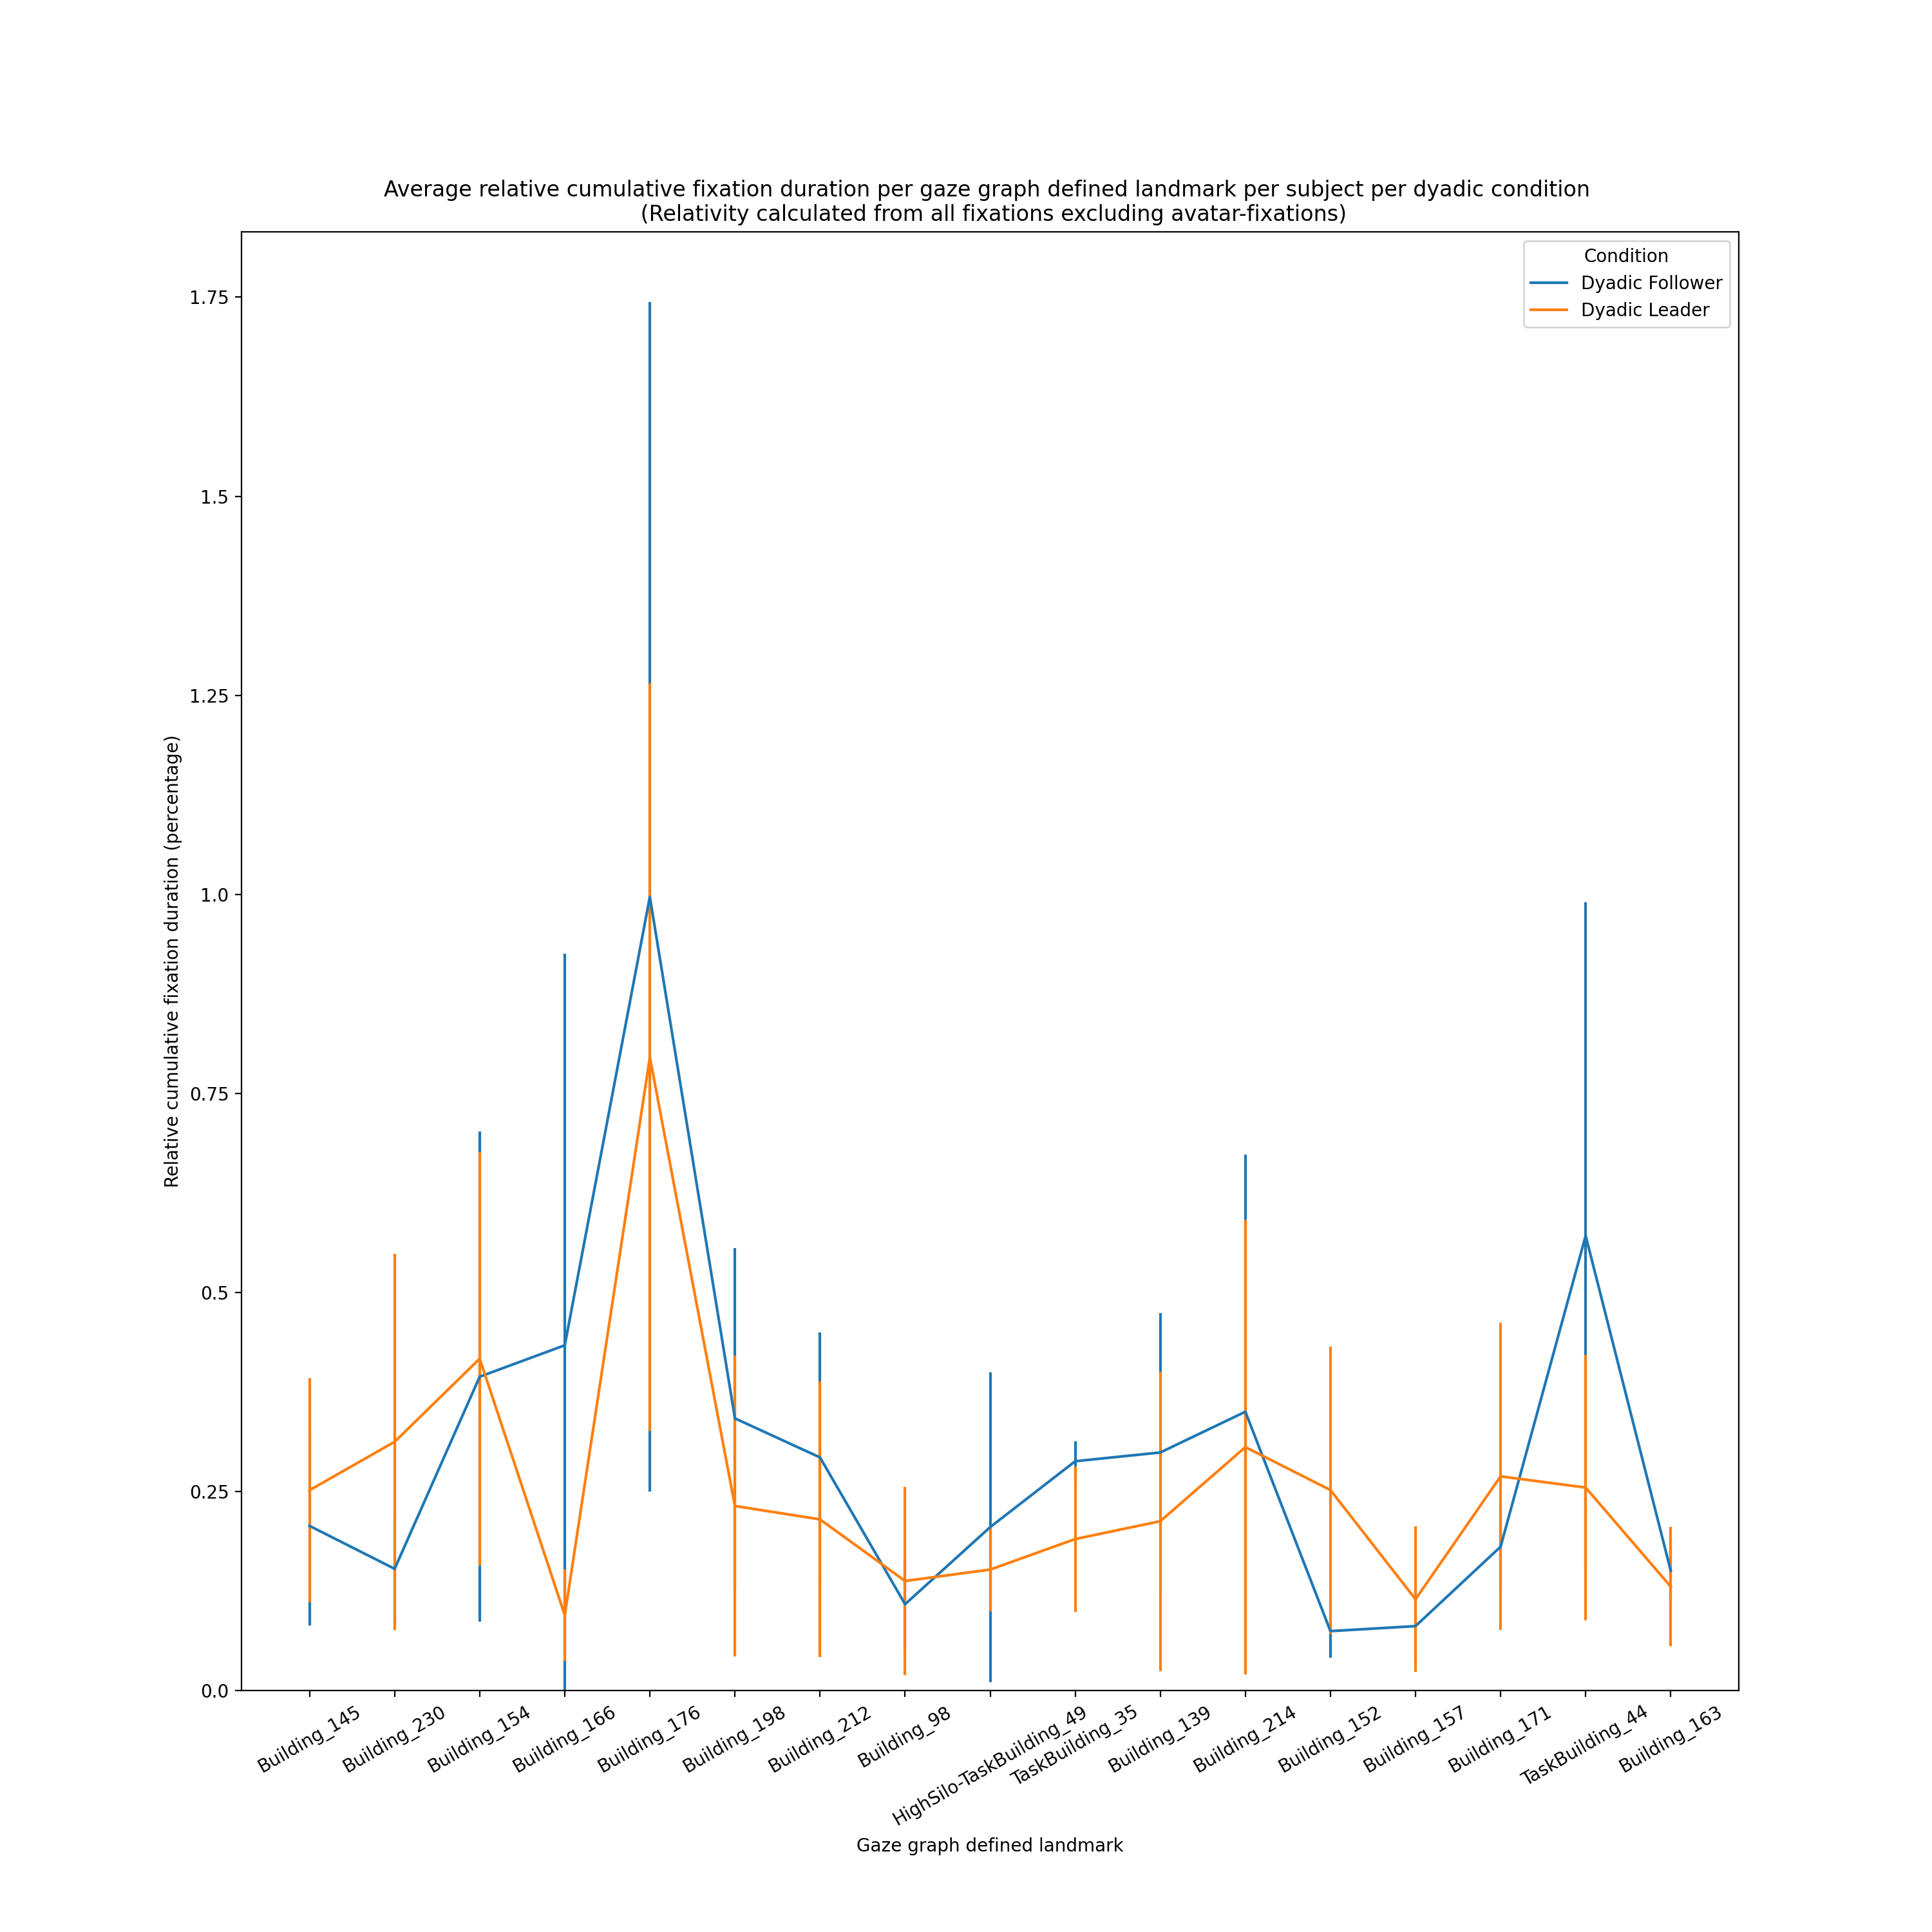 Average relative cumulative fixation duration per gaze graph defined landmark per subject per dyadic condition
(Relativity calculated from all fixations excluding avatar-fixations)
Condition
Dyadic Follower
Dyadic Leader
Relative cumulative fixation duration (percentage)
1.75
1.5
1.25
1.0
0.75
0.5
0.25
0.0
Building_145
Building_230
Building_154
Building_166
Building_176
Building_198
Building_212
Building_98
HighSilo-TaskBuilding_49
TaskBuilding_35
Building_139
Building_214
Building_152
Building_157
Building_171
TaskBuilding_44
Building_163
Gaze graph defined landmark